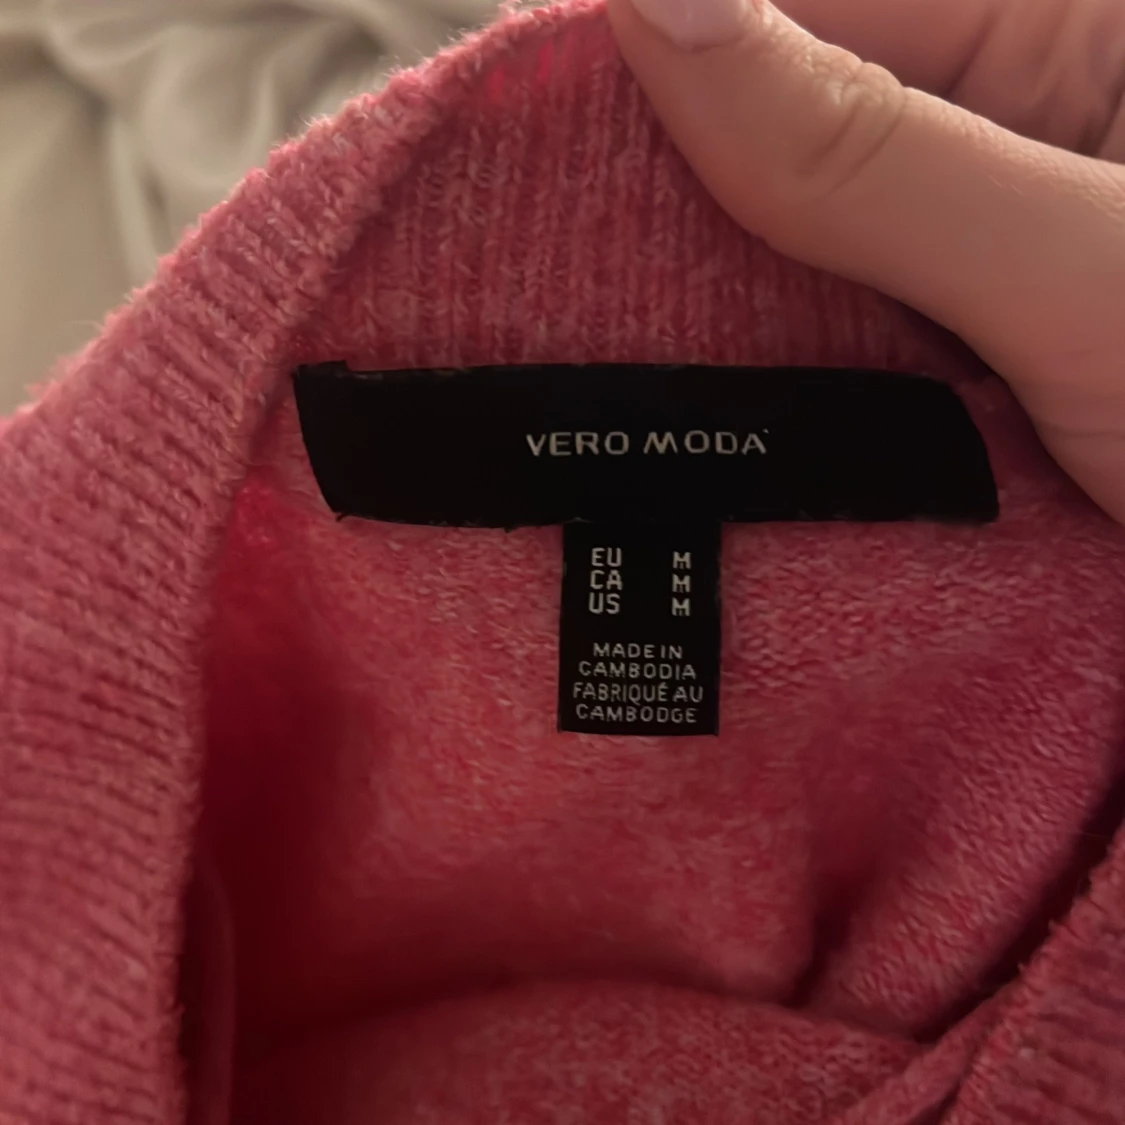 VERO MODA
EU M
CA M
US M
MADE IN
CAMBODIA
FABRIQUÉ AU
CAMBODGE